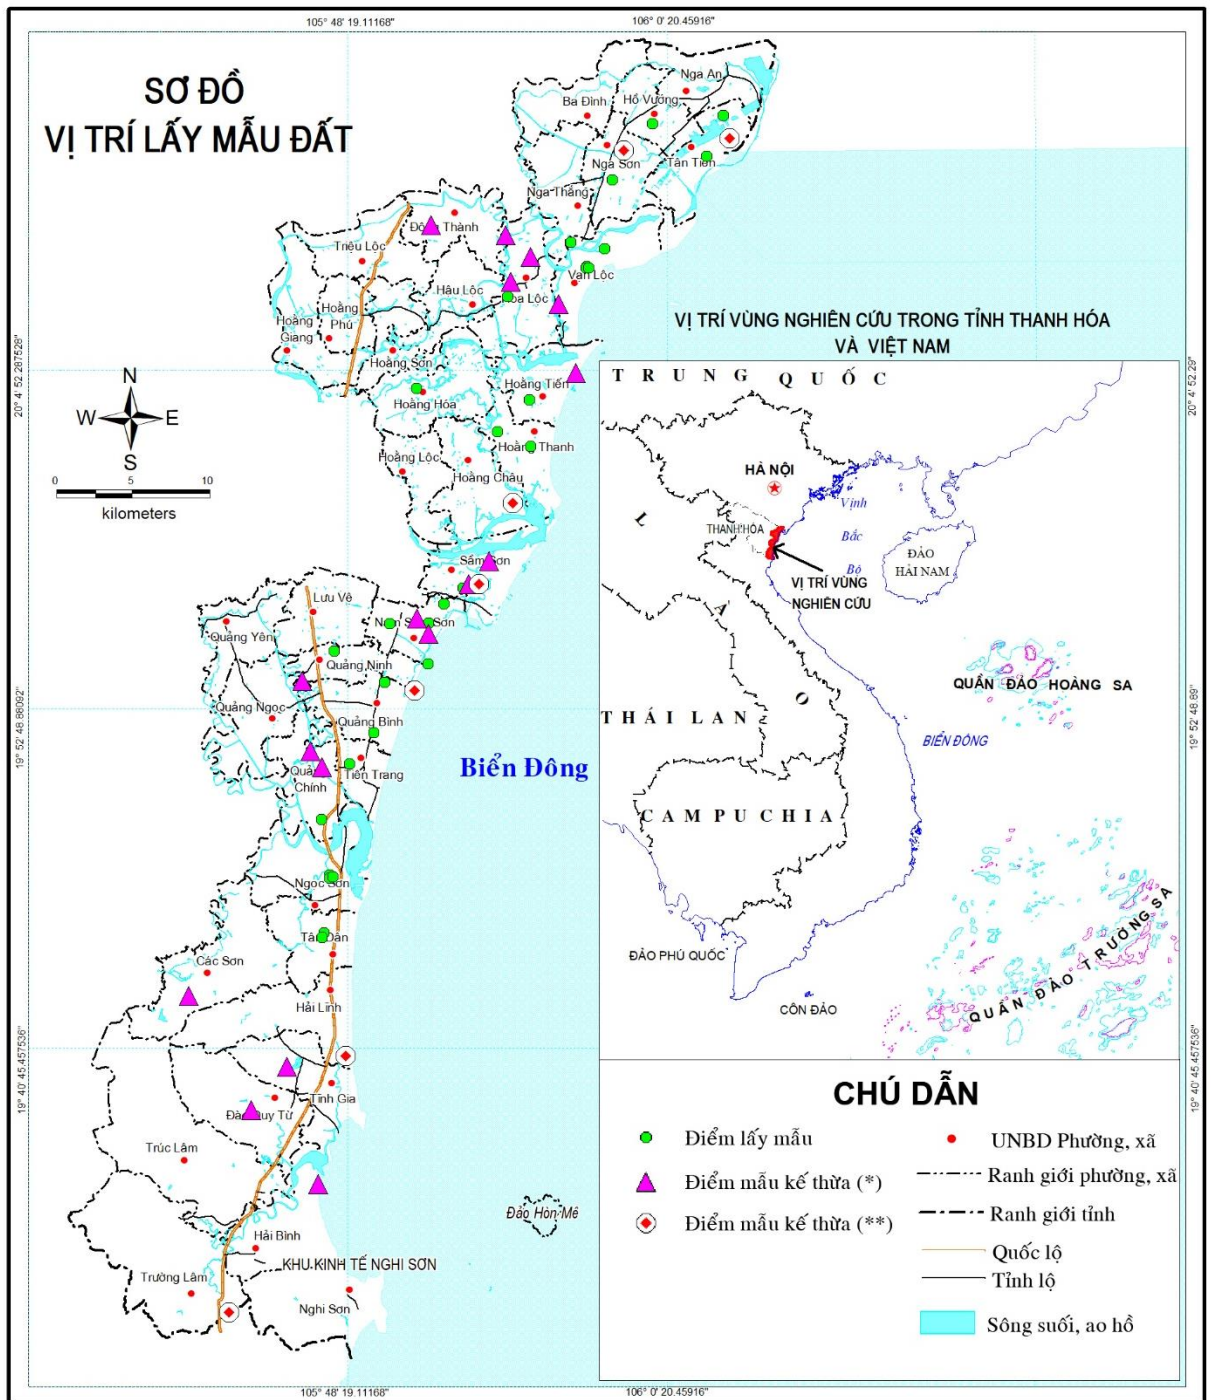 105° 48' 19.11168"
106° 0' 20.45916"
SƠ ĐỒ
VỊ TRÍ LẤY MẪU ĐẤT
Nga An
Ba Đình
Hồ Vương
Nga Sơn
Tân Tiến
Nga Thắng
Triệu Lộc
Vạn Lộc
Hậu Lộc
Hoa Lộc
Hoằng
Phú
Hoằng
Giang
Hoằng Sơn
Hoằng Tiến
Hoằng Hóa
Hoằng Thanh
Hoằng Lộc
Hoằng Châu
20° 4' 52.287528"
N
W
E
S
0
5
10
kilometers
Sầm Sơn
Lưu Vệ
Quảng Yên
Quảng Ninh
Quảng Ngọc
Quảng Bình
Tiên Trang
Chính
19° 52' 48.88092"
Biển Đông
Ngọc Sơn
Tân Dân
Các Sơn
Hải Lĩnh
19° 40' 45.457536"
Tĩnh Gia
Trúc Lâm
Đảo Hòn Mê
Hải Bình
KHU KINH TẾ NGHI SƠN
Trường Lâm
Nghi Sơn
105° 48' 19.11168"
106° 0' 20.45916"
VỊ TRÍ VÙNG NGHIÊN CỨU TRONG TỈNH THANH HÓA
VÀ VIỆT NAM
20° 4' 52.29"
TRUNG QUỐC
HÀ NỘI
Vịnh
Bắc
Bộ
THANH HÓA
ĐẢO
HẢI NAM
VỊ TRÍ VÙNG
NGHIÊN CỨU
LAO
QUẦN ĐẢO HOÀNG SA
THÁI LAN
BIỂN ĐÔNG
19° 52' 48.89"
CAMPUCHIA
QUẦN ĐẢO TRƯỜNG SA
ĐẢO PHÚ QUỐC
CÔN ĐẢO
19° 40' 45.457536"
CHÚ DẪN
Điểm lấy mẫu
Điểm mẫu kế thừa (*)
Điểm mẫu kế thừa (**)
UNBD Phường, xã
Ranh giới phường, xã
Ranh giới tỉnh
Quốc lộ
Tỉnh lộ
Sông suối, ao hồ